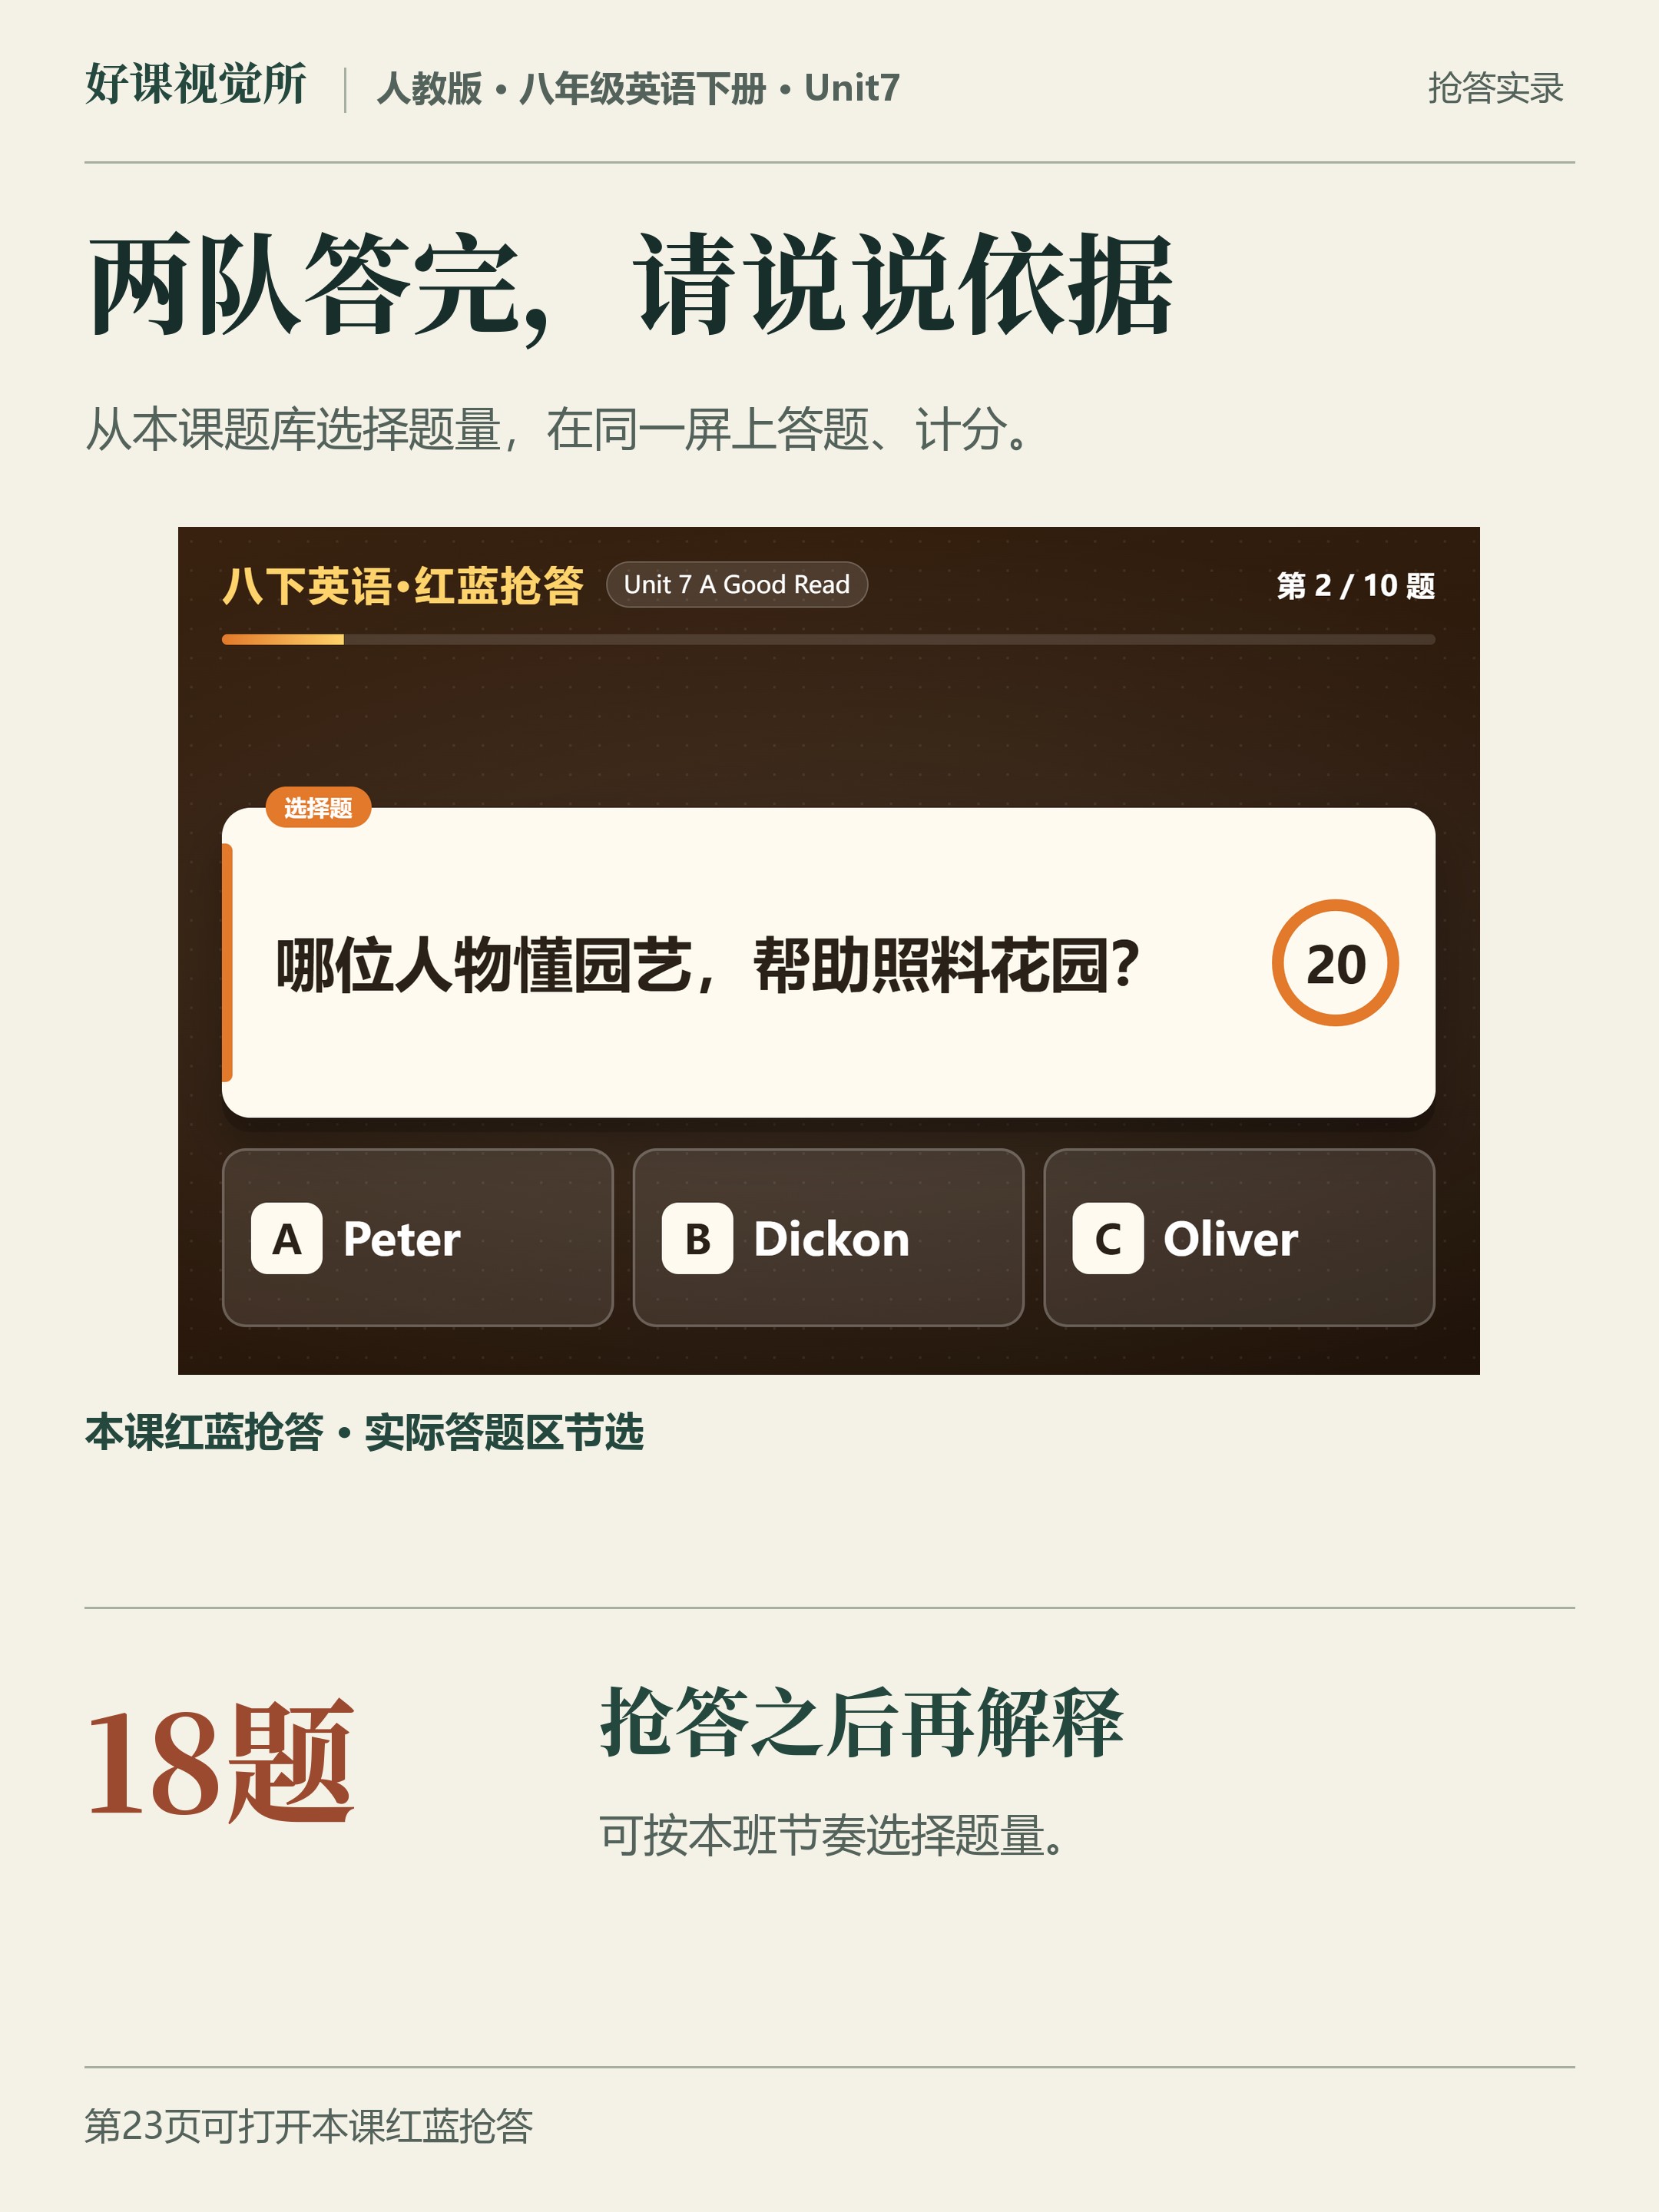 好课视觉所 人教版·八年级英语下册·Unit7 抢答实录
两队答完，请说说依据
从本课题库选择题量，在同一屏上答题、计分。
八下英语·红蓝抢答 Unit 7 A Good Read 第 2 / 10 题
选择题
哪位人物懂园艺，帮助照料花园？ 20
A Peter B Dickon C Oliver
本课红蓝抢答·实际答题区节选
18题 抢答之后再解释
可按本班节奏选择题量。
第23页可打开本课红蓝抢答